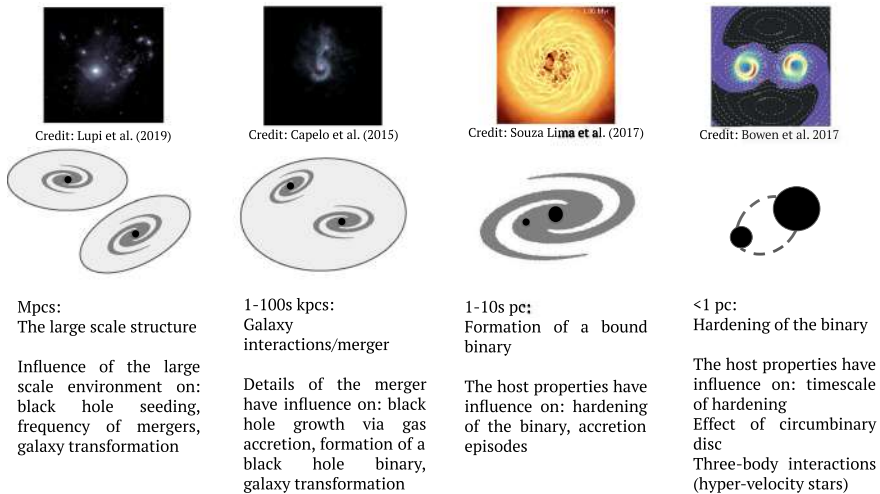 1.00 Myr
Credit: Lupi et al. (2019)
Credit: Capelo et al. (2015)
Credit: Souza Lima et al. (2017)
Credit: Bowen et al. 2017
Mpcs:
The large scale structure
Influence of the large
scale environment on:
black hole seeding,
frequency of mergers,
galaxy transformation
1-100s kpcs:
Galaxy
interactions/merger
Details of the merger
have influence on: black
hole growth via gas
accretion, formation of a
black hole binary,
galaxy transformation
1-10s pc:
Formation of a bound
binary
The host properties have
influence on: hardening
of the binary, accretion
episodes
<1 pc:
Hardening of the binary
The host properties have
influence on: timescale
of hardening
Effect of circumbinary
disc
Three-body interactions
(hyper-velocity stars)